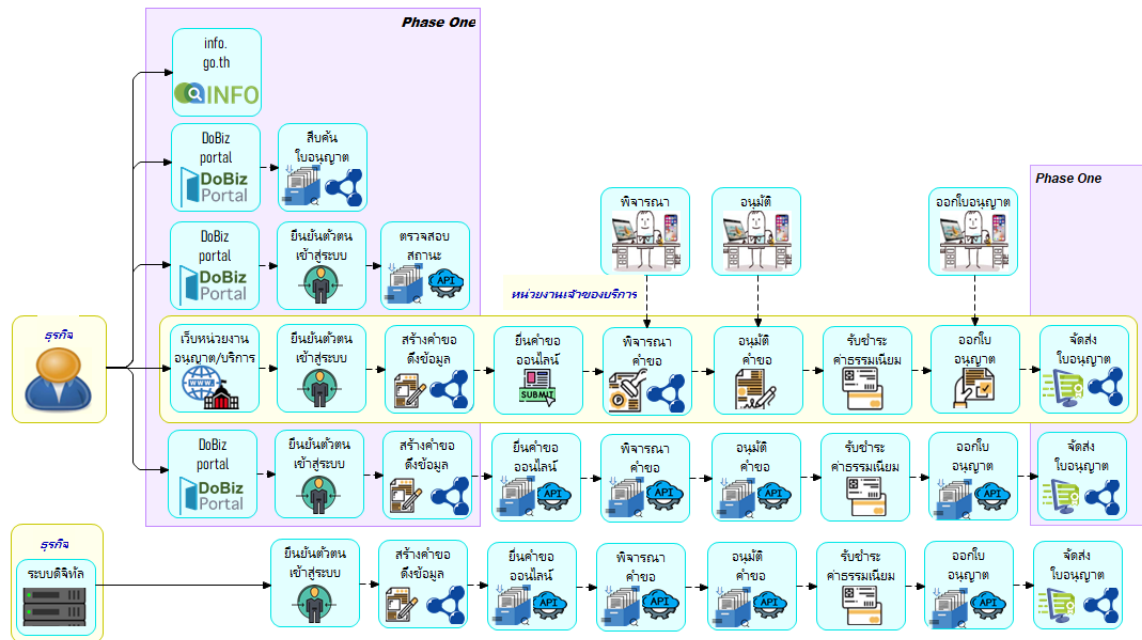 Phase One
info.
go.th
INFO
DoBiz
portal
DoBiz
Portal
สืบค้น
ใบอนุญาต
Phase One
DoBiz
portal
DoBiz
Portal
ยืนยันตัวตน
เข้าสู่ระบบ
ตรวจสอบ
สถานะ
API
พิจารณา
อนุมัติ
ออกใบอนุญาต
หน่วยงานเจ้าของบริการ
ธุรกิจ
เว็บหน่วยงาน
อนุญาต/บริการ
WWW
ยืนยันตัวตน
เข้าสู่ระบบ
สร้างคำขอ
ดึงข้อมูล
ยื่นคำขอ
ออนไลน์
SUBMIT
พิจารณา
คำขอ
อนุมัติ
คำขอ
รับชำระ
ค่าธรรมเนียม
ออกใบ
อนุญาต
จัดส่ง
ใบอนุญาต
DoBiz
portal
DoBiz
Portal
ยืนยันตัวตน
เข้าสู่ระบบ
สร้างคำขอ
ดึงข้อมูล
ยื่นคำขอ
ออนไลน์
API
พิจารณา
คำขอ
API
อนุมัติ
คำขอ
API
รับชำระ
ค่าธรรมเนียม
ออกใบ
อนุญาต
API
จัดส่ง
ใบอนุญาต
ธุรกิจ
ระบบดิจิทัล
ยืนยันตัวตน
เข้าสู่ระบบ
สร้างคำขอ
ดึงข้อมูล
ยื่นคำขอ
ออนไลน์
API
พิจารณา
คำขอ
API
อนุมัติ
คำขอ
API
รับชำระ
ค่าธรรมเนียม
ออกใบ
อนุญาต
API
จัดส่ง
ใบอนุญาต